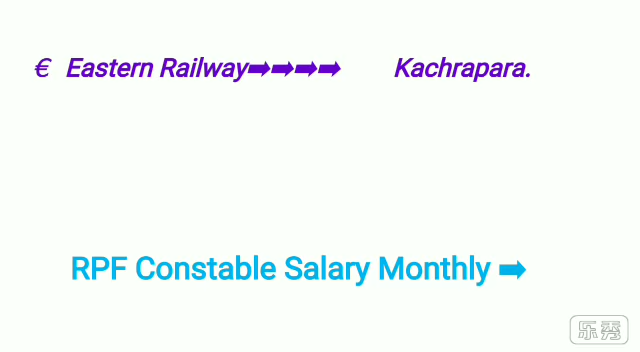 € Eastern Railway➡➡➡➡ Kachrapara.
RPF Constable Salary Monthly ➡
乐秀